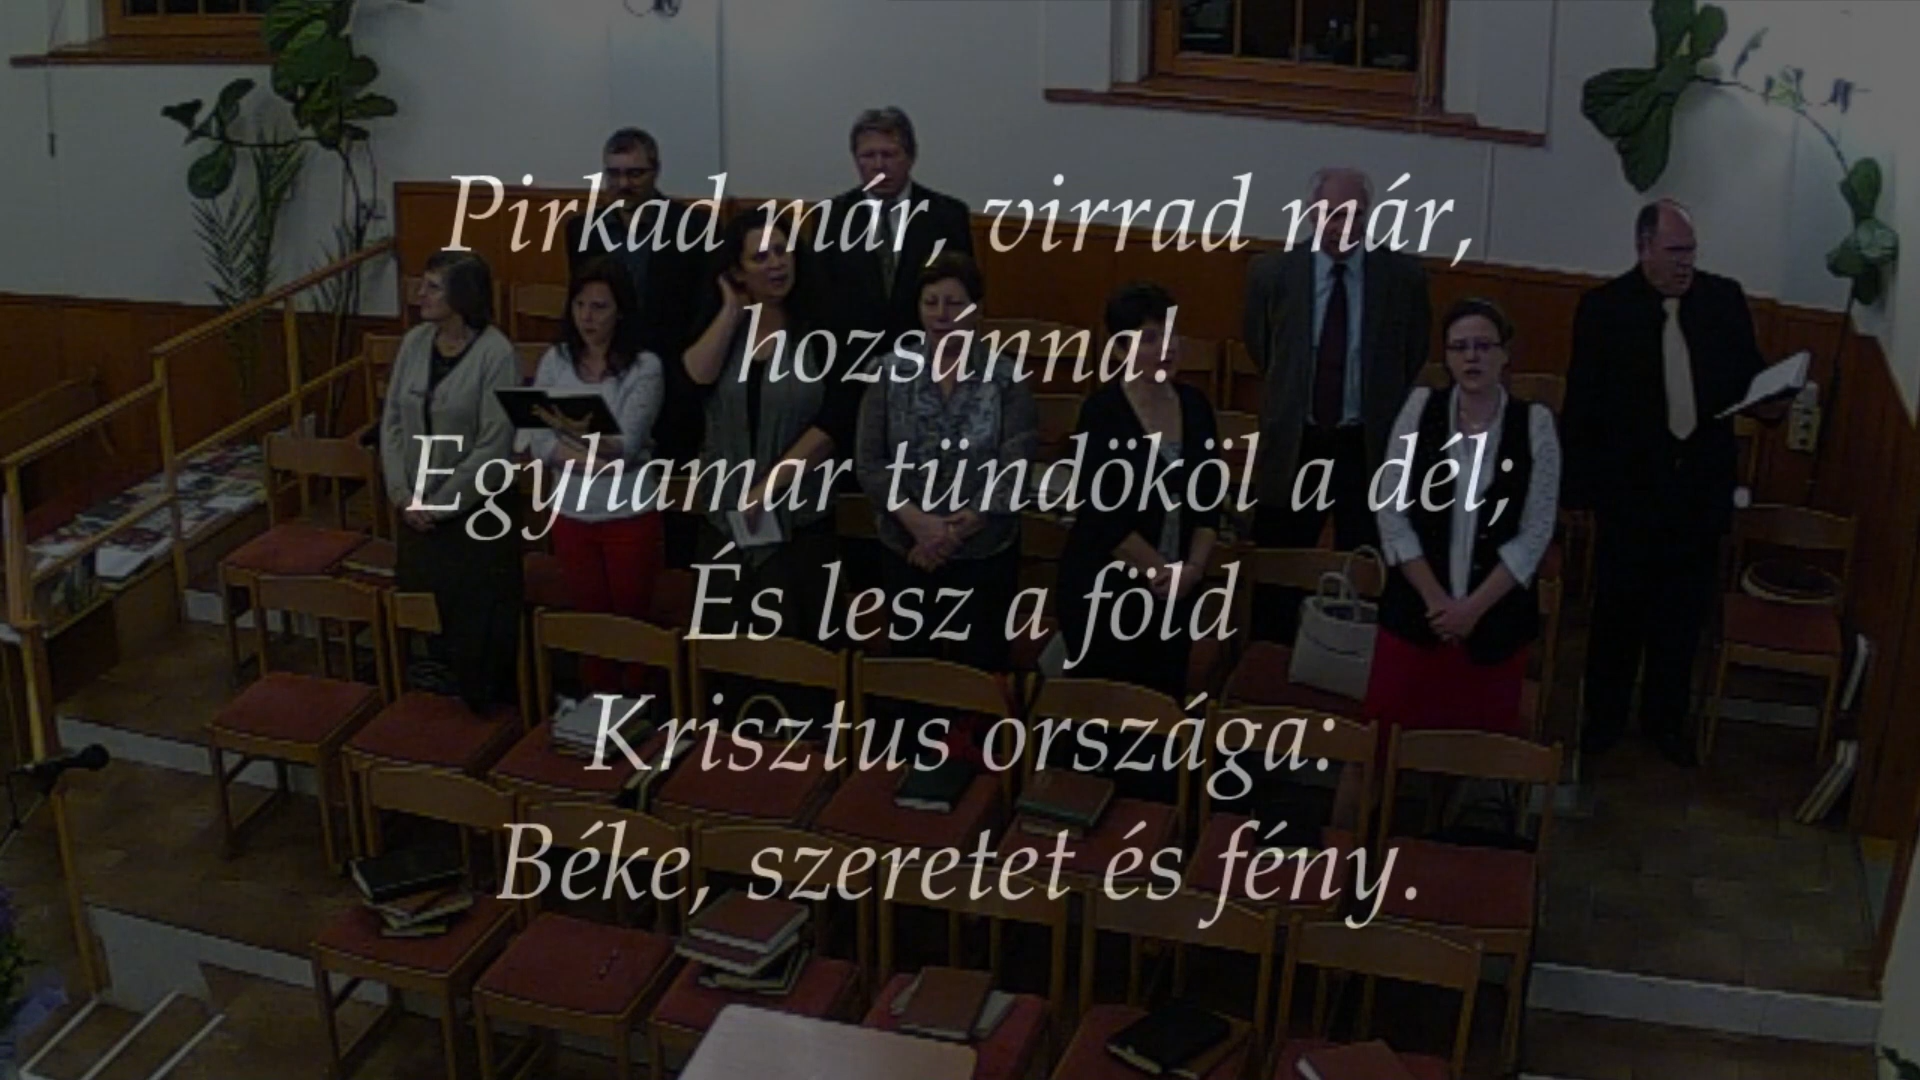 Pirkad már, virrad már,
hozsánna!
Egyhamar tündököl a dél;
És lesz a föld
Krisztus országa:
Béke, szeretet és fény.